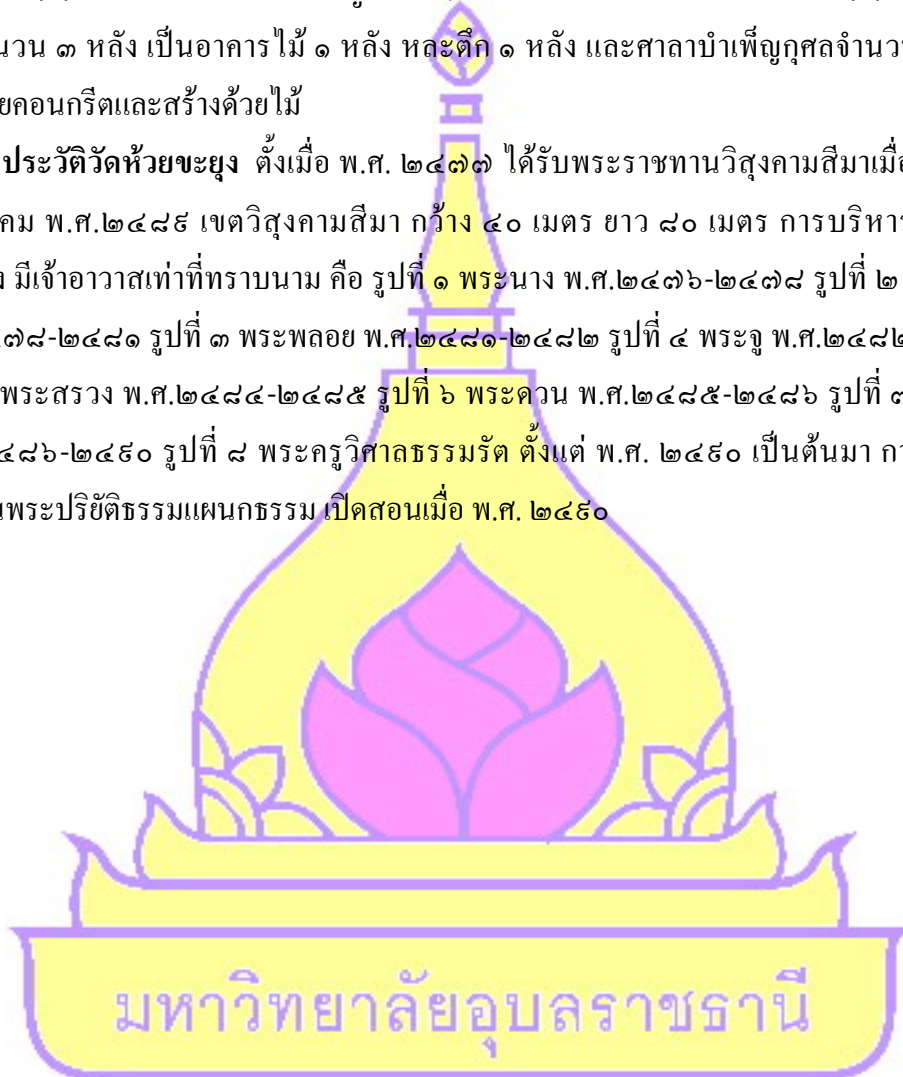 นวน ๓ หลัง เป็นอาคารไม้ ๑ หลัง หละตึก ๑ หลัง และศาลาบำเพ็ญกุศลจำนวน
ยคอนกรีตและสร้างด้วยไม้
ประวัติวัดห้วยขะยุง ตั้งเมื่อ พ.ศ. ๒๔๗๗ ได้รับพระราชทานวิสุงคามสีมาเมื่อ
คม พ.ศ.๒๔๘๙ เขตวิสุงคามสีมา กว้าง ๔๐ เมตร ยาว ๘๐ เมตร การบริหาร
ง มีเจ้าอาวาสเท่าที่ทราบนาม คือ รูปที่ ๑ พระนาง พ.ศ.๒๔๗๖-๒๔๗๘ รูปที่ ๒
๗๘-๒๔๘๑ รูปที่ ๓ พระพลอย พ.ศ.๒๔๘๑-๒๔๘๒ รูปที่ ๔ พระจู พ.ศ.๒๔๘๒
พระสรวง พ.ศ.๒๔๘๔-๒๔๘๕ รูปที่ ๖ พระดวน พ.ศ.๒๔๘๕-๒๔๘๖ รูปที่ ๗
๔๘๖-๒๔๙๐ รูปที่ ๘ พระครูวิศาลธรรมรัต ตั้งแต่ พ.ศ. ๒๔๙๐ เป็นต้นมา กา
นพระปริยัติธรรมแผนกธรรม เปิดสอนเมื่อ พ.ศ. ๒๔๙๐
มหาวิทยาลัยอุบลราชธานี